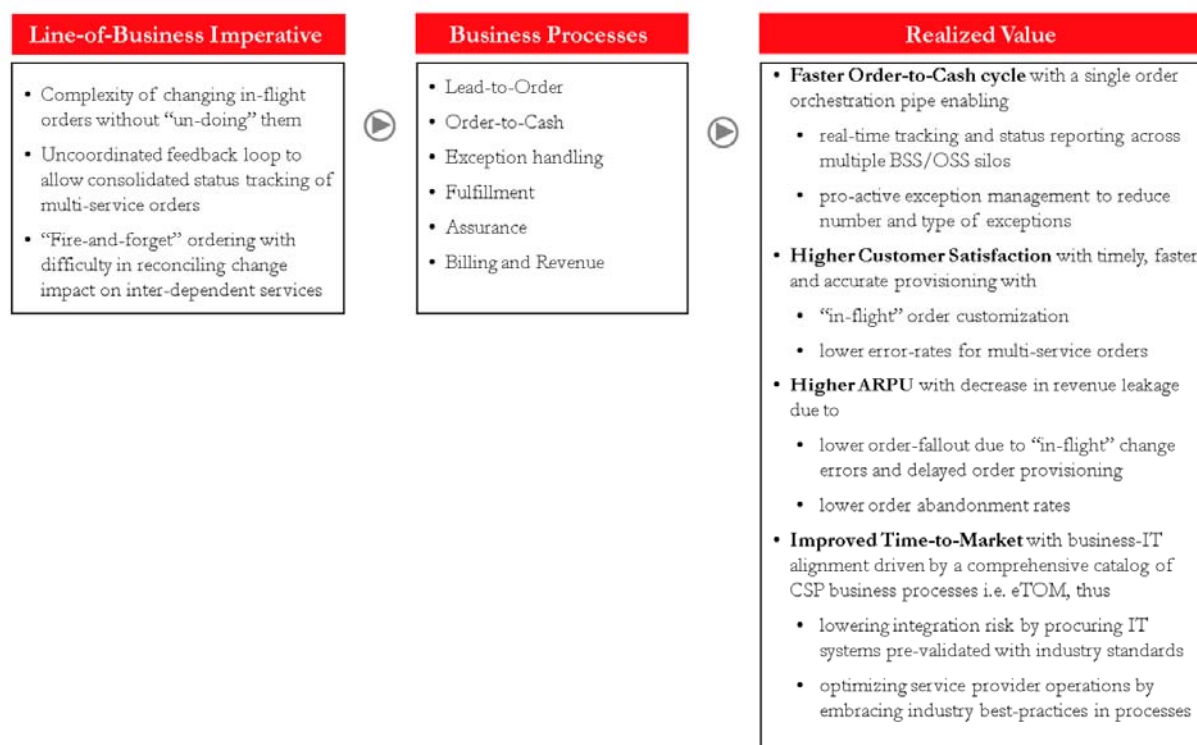 Line-of-Business Imperative
• Complexity of changing in-flight
orders without “un-doing” them
• Uncoordinated feedback loop to
allow consolidated status tracking of
multi-service orders
• “Fire-and-forget” ordering with
difficulty in reconciling change
impact on inter-dependent services
Business Processes
• Lead-to-Order
• Order-to-Cash
• Exception handling
• Fulfillment
• Assurance
• Billing and Revenue
Realized Value
• Faster Order-to-Cash cycle with a single order
orchestration pipe enabling
• real-time tracking and status reporting across
multiple BSS/OSS silos
• pro-active exception management to reduce
number and type of exceptions
• Higher Customer Satisfaction with timely, faster
and accurate provisioning with
• “in-flight” order customization
• lower error-rates for multi-service orders
• Higher ARPU with decrease in revenue leakage
due to
• lower order-fallout due to “in-flight” change
errors and delayed order provisioning
• lower order abandonment rates
• Improved Time-to-Market with business-IT
alignment driven by a comprehensive catalog of
CSP business processes i.e. eTOM, thus
• lowering integration risk by procuring IT
systems pre-validated with industry standards
• optimizing service provider operations by
embracing industry best-practices in processes